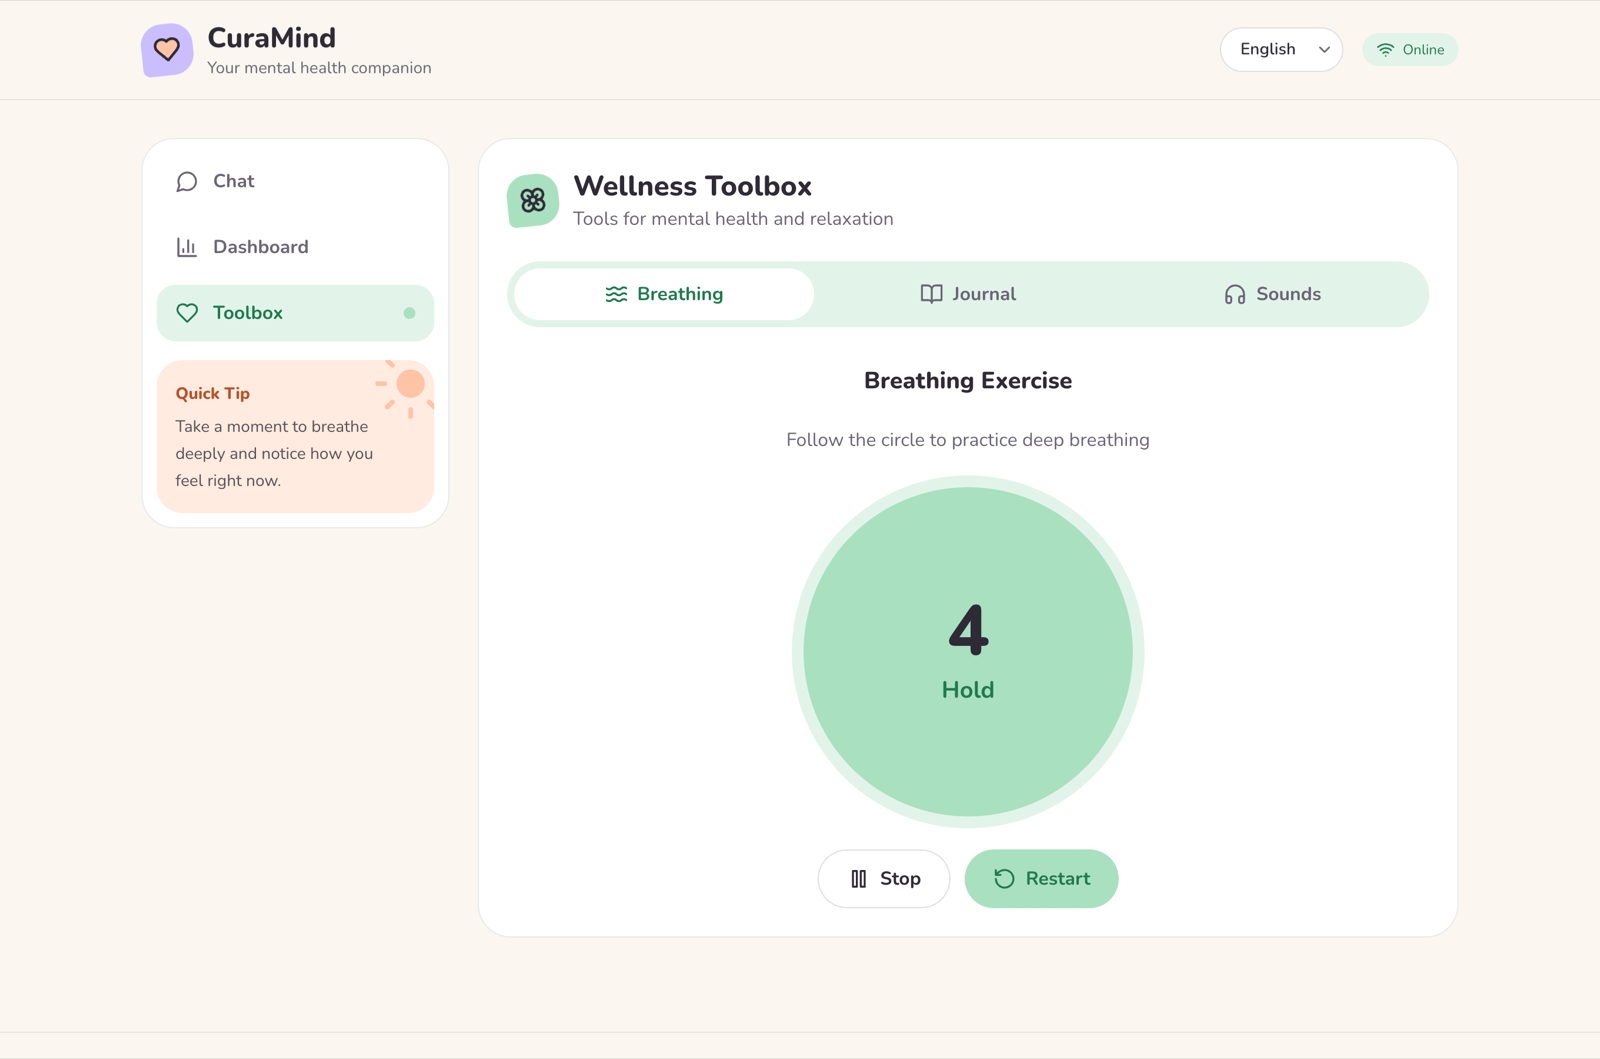 CuraMind
Your mental health companion
English
Online
Chat
Dashboard
Toolbox
Quick Tip
Take a moment to breathe
deeply and notice how you
feel right now.
Wellness Toolbox
Tools for mental health and relaxation
Breathing
Journal
Sounds
Breathing Exercise
Follow the circle to practice deep breathing
4
Hold
Stop
Restart